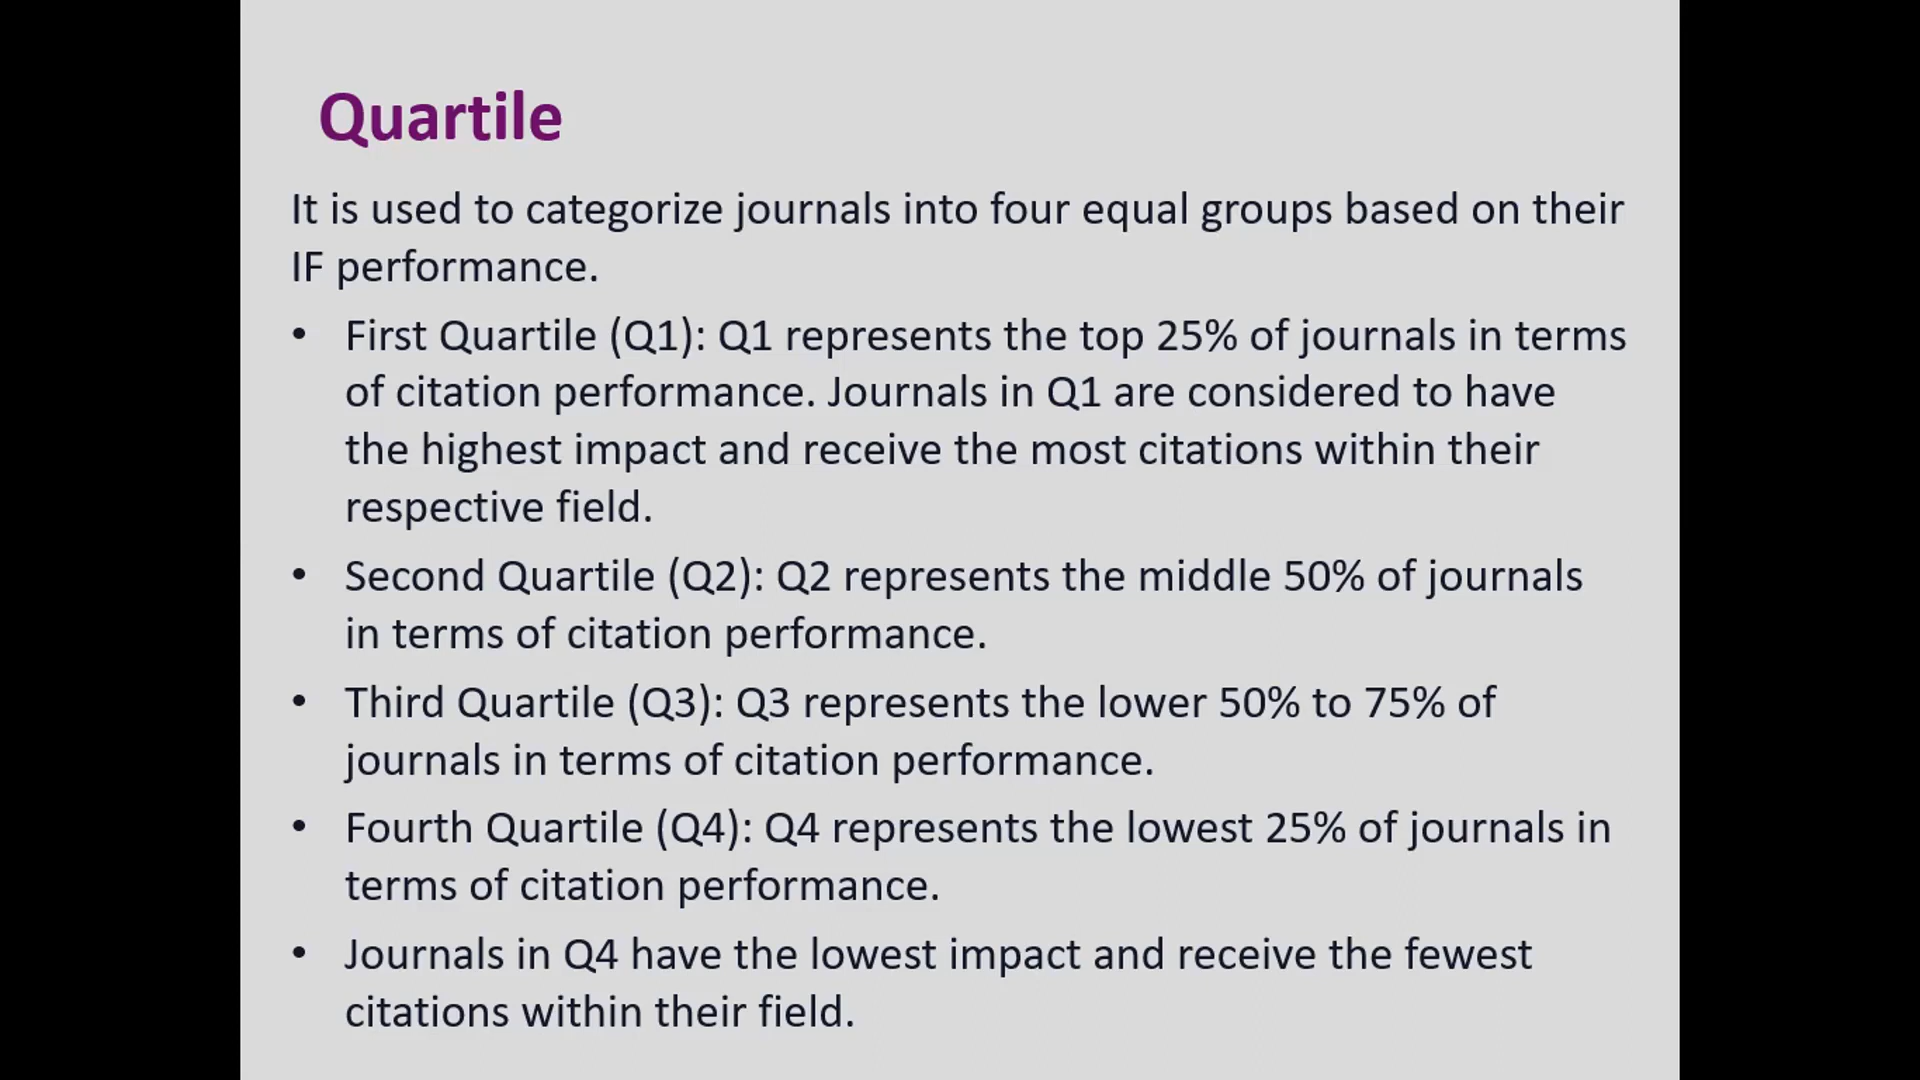 Quartile
It is used to categorize journals into four equal groups based on their
IF performance.
• First Quartile (Q1): Q1 represents the top 25% of journals in terms
of citation performance. Journals in Q1 are considered to have
the highest impact and receive the most citations within their
respective field.
• Second Quartile (Q2): Q2 represents the middle 50% of journals
in terms of citation performance.
• Third Quartile (Q3): Q3 represents the lower 50% to 75% of
journals in terms of citation performance.
• Fourth Quartile (Q4): Q4 represents the lowest 25% of journals in
terms of citation performance.
• Journals in Q4 have the lowest impact and receive the fewest
citations within their field.